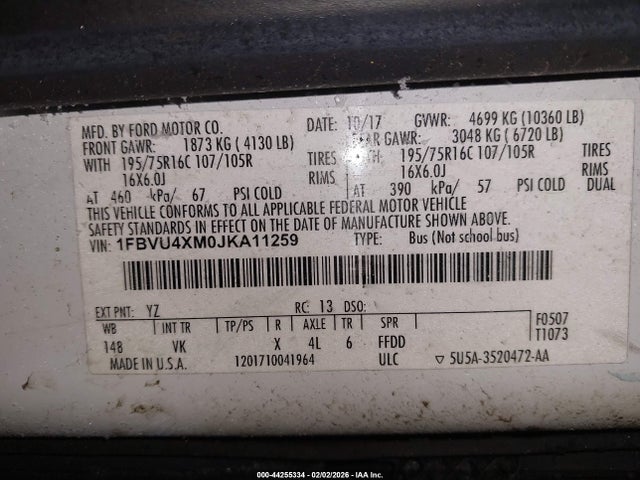 MFD. BY FORD MOTOR CO. DATE: 10/17 GVWR: 4699 KG (10360 LB)
FRONT GAWR: 1873 KG (4130 LB) REAR GAWR: 3048 KG (6720 LB)
WITH 195/75R16C 107/105R TIRES WITH 195/75R16C 107/105R TIRES
16X6.0J RIMS 16X6.0J RIMS
AT 460 kPa/ 67 PSI COLD AT 390 kPa/ 57 PSI COLD DUAL
THIS VEHICLE CONFORMS TO ALL APPLICABLE FEDERAL MOTOR VEHICLE
SAFETY STANDARDS IN EFFECT ON THE DATE OF MANUFACTURE SHOWN ABOVE.
VIN: 1FBVU4XM0JKA11259 TYPE: Bus (Not School bus)
EXT PNT: YZ RC: 13 DSO: F0507
WB INT TR TP/PS R AXLE TR SPR T1073
148 VK X 4L 6 FFDD
1201710041964 ULC ▽ 5U5A-3520472-AA
000-44255334 | 02/02/2026 - IAA Inc.